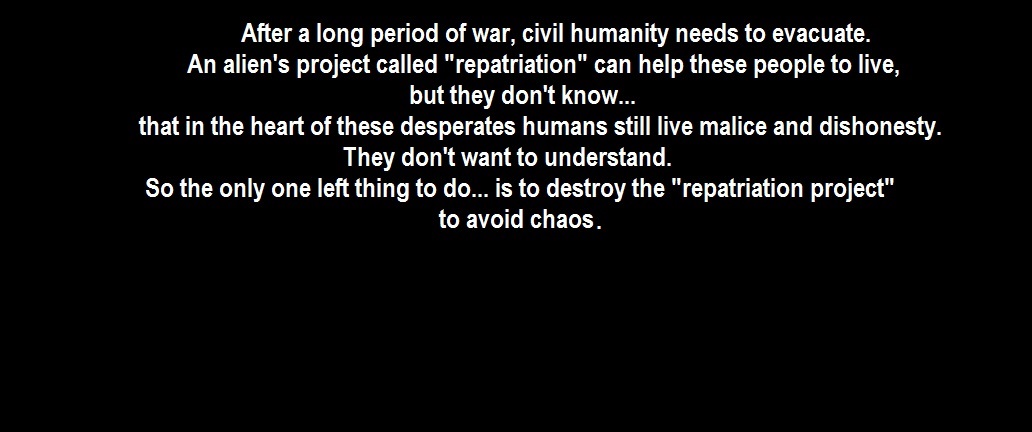 After a long period of war, civil humanity needs to evacuate.
An alien's project called "repatriation" can help these people to live,
but they don't know...
that in the heart of these desperates humans still live malice and dishonesty.
They don't want to understand.
So the only one left thing to do... is to destroy the "repatriation project"
to avoid chaos.